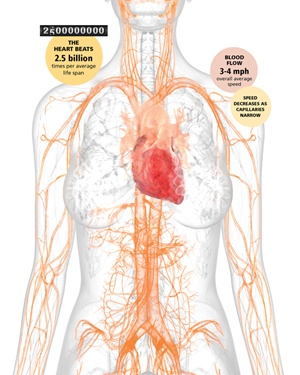 THE
HEART BEATS
2.5 billion
times per average
life span
BLOOD
FLOW
3-4 mph
overall average
speed
SPEED
DECREASES AS
CAPILLARIES
NARROW